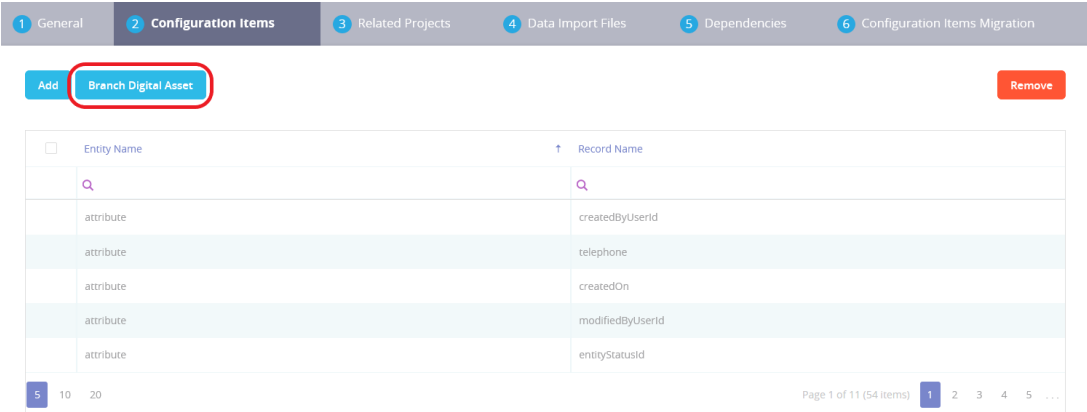 1 General 2 Configuration Items 3 Related Projects 4 Data Import Files 5 Dependencies 6 Configuration Items Migration
Add Branch Digital Asset Remove
Entity Name ↑ Record Name
attribute createdByUserId
attribute telephone
attribute createdOn
attribute modifiedByUserId
attribute entityStatusId
5 10 20 Page 1 of 11 (54 items) 1 2 3 4 5 ...